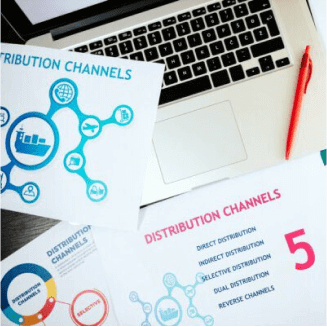 TRIBUTION CHANNELS
DISTRIBUTION CHANNELS
DIRECT DISTRIBUTION
INDIRECT DISTRIBUTION
SELECTIVE DISTRIBUTION
DUAL DISTRIBUTION
REVERSE CHANNELS
5
DISTRIBUTION
CHANNELS
DISTRIBUTION
CHANNELS
SELECTIVE